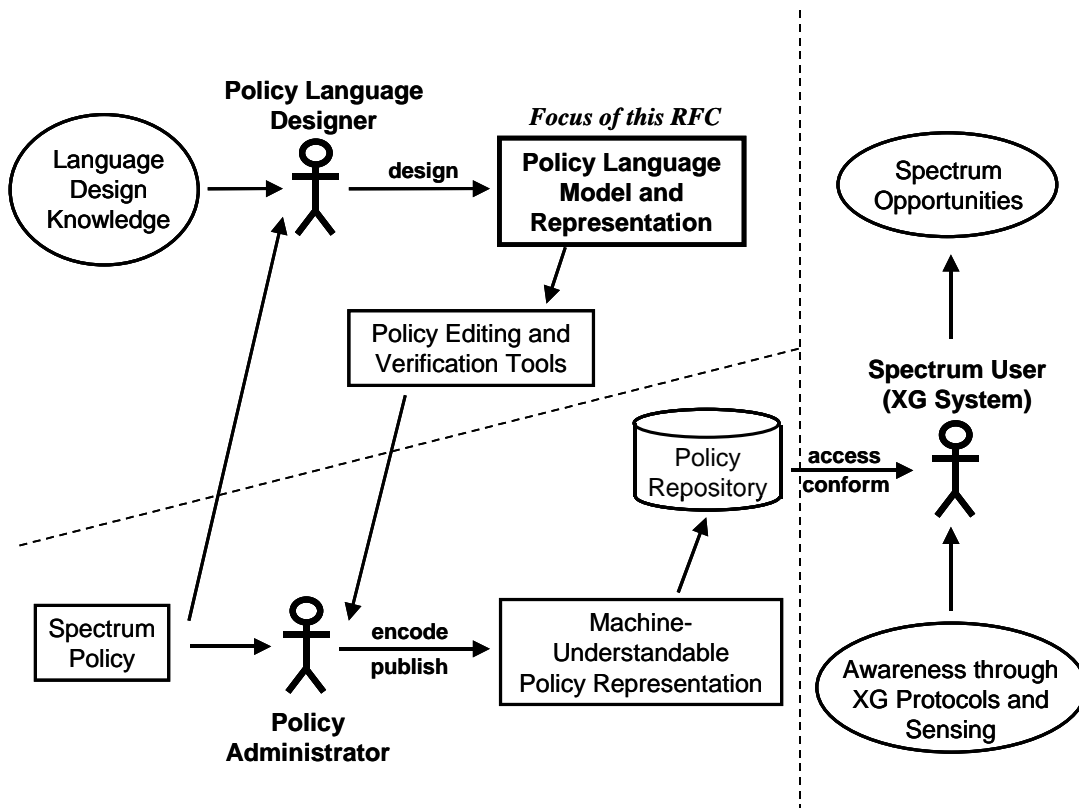 Policy Language
Designer
Focus of this RFC
Language
Design
Knowledge
design
Policy Language
Model and
Representation
Spectrum
Opportunities
Policy Editing and
Verification Tools
Spectrum User
(XG System)
Policy
Repository
access
conform
Spectrum
Policy
encode
publish
Machine-
Understandable
Policy Representation
Policy
Administrator
Awareness through
XG Protocols and
Sensing